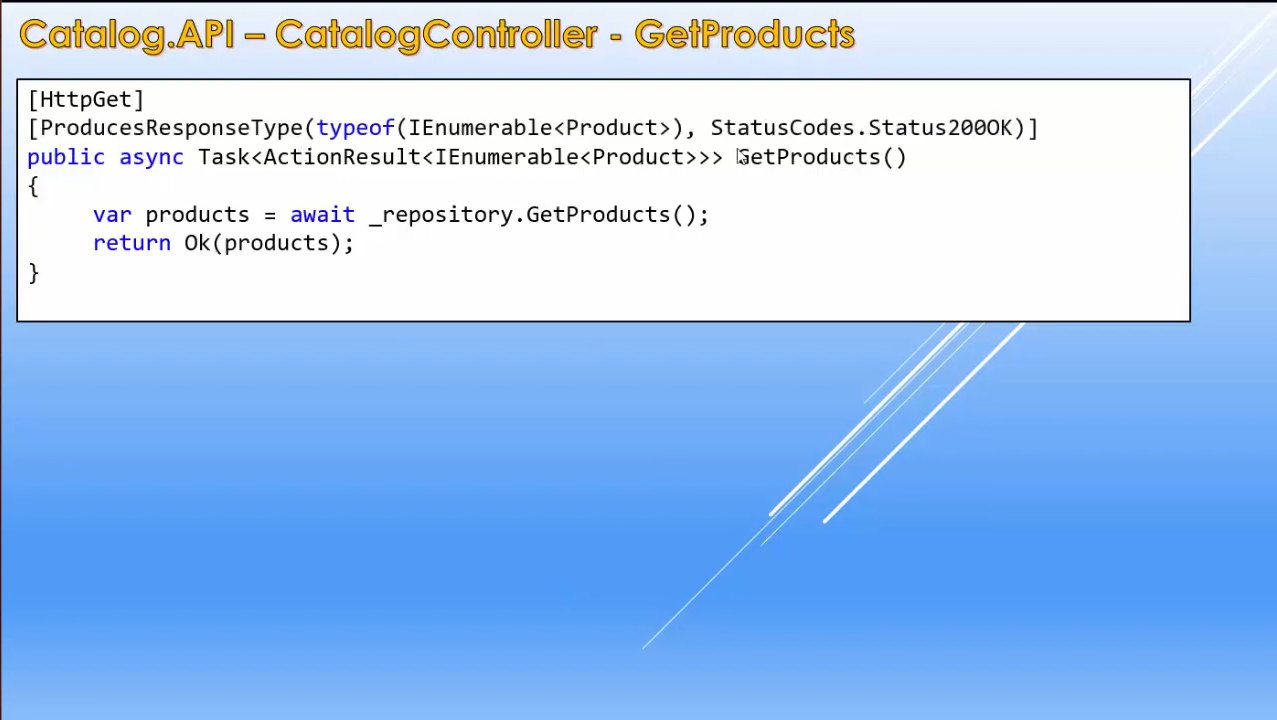 Catalog.API – CatalogController - GetProducts
[HttpGet]
[ProducesResponseType(typeof(IEnumerable<Product>), StatusCodes.Status200OK)]
public async Task<ActionResult<IEnumerable<Product>>> GetProducts()
{
var products = await _repository.GetProducts();
return Ok(products);
}